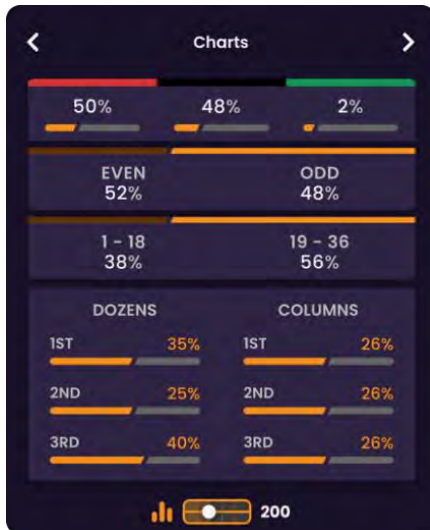 Charts
50% 48% 2%
EVEN ODD
52% 48%
1 - 18 19 - 36
38% 56%
DOZENS COLUMNS
1ST 35% 1ST 26%
2ND 25% 2ND 26%
3RD 40% 3RD 26%
200